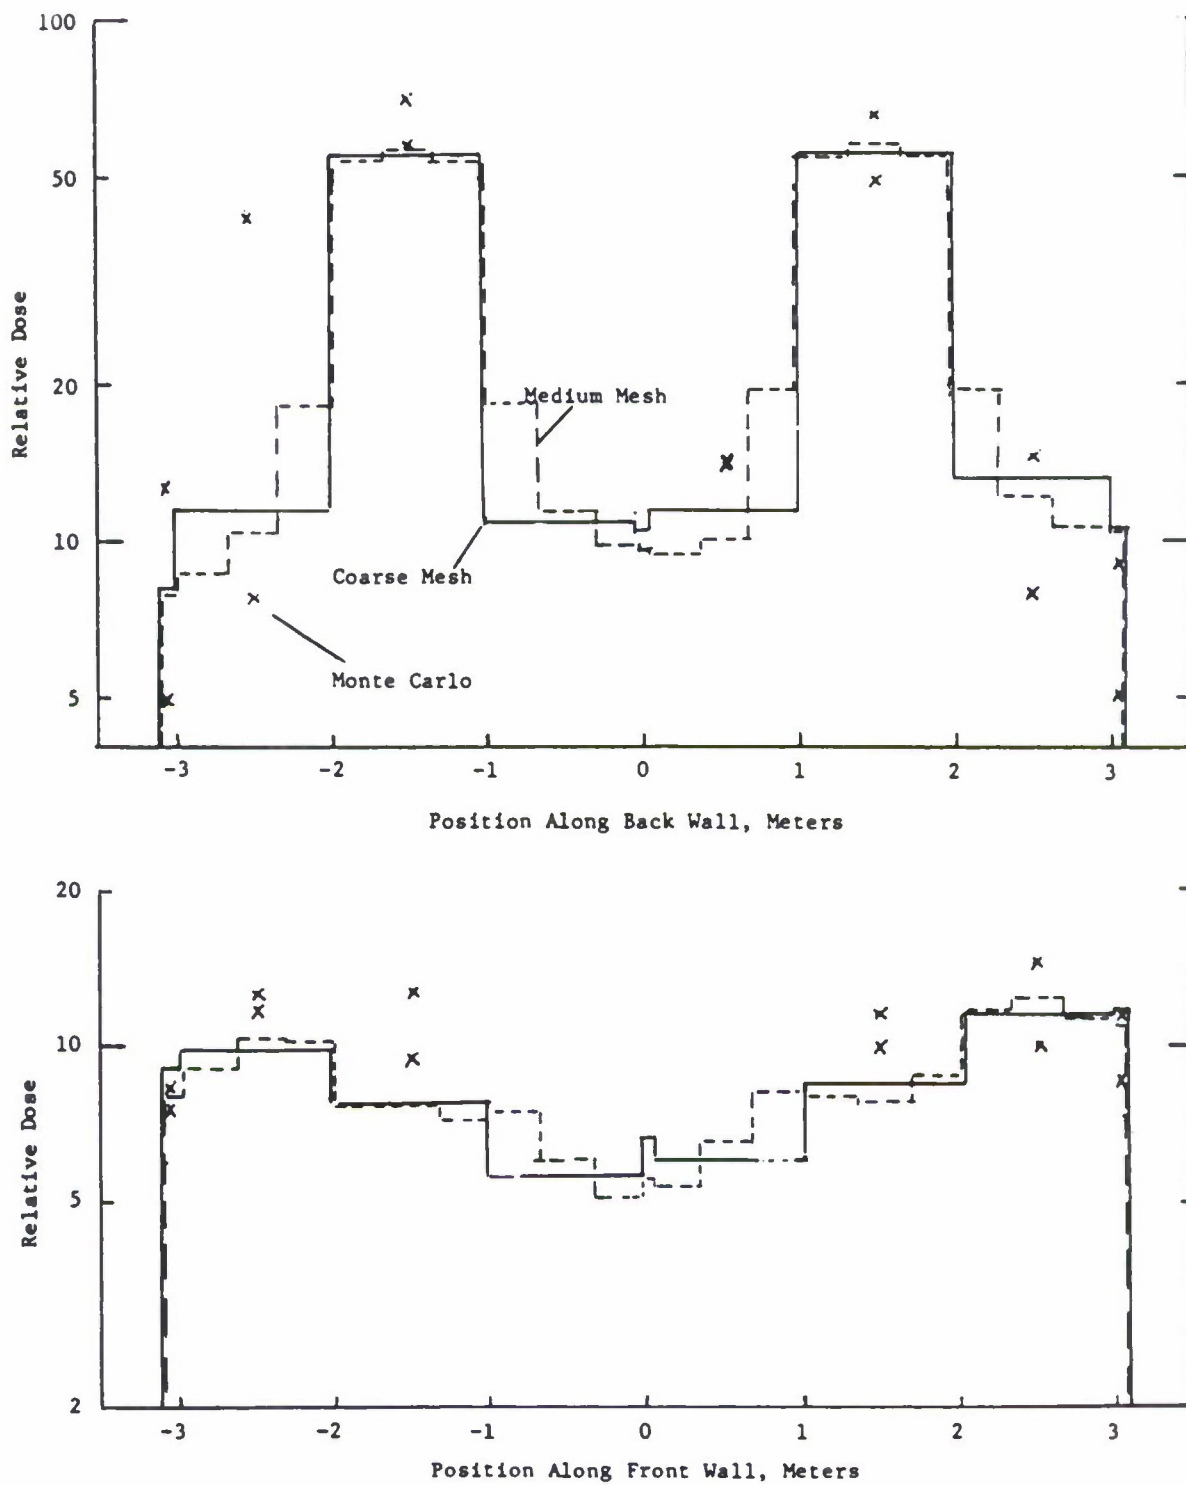 100
50
20
10
5
Relative Dose
Medium Mesh
Coarse Mesh
Monte Carlo
-3 -2 -1 0 1 2 3
Position Along Back Wall, Meters
20
10
5
2
Relative Dose
-3 -2 -1 0 1 2 3
Position Along Front Wall, Meters